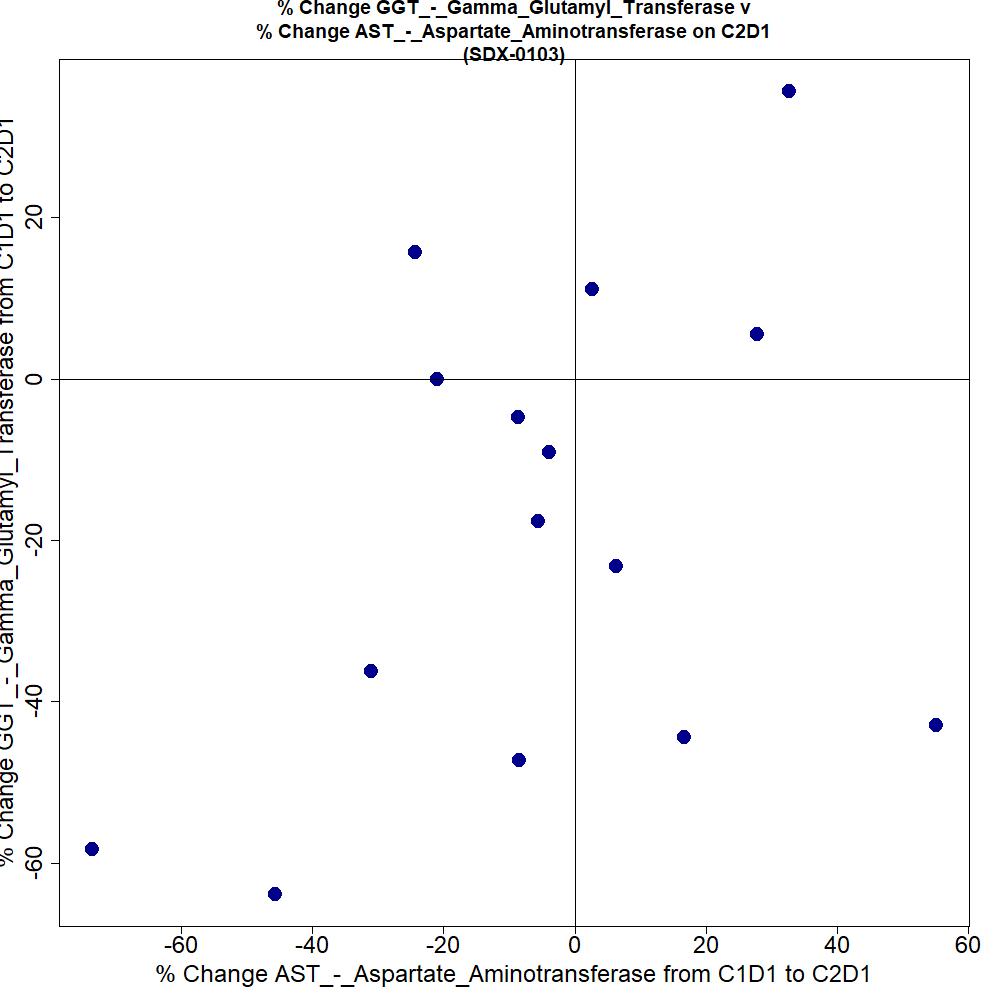 % Change GGT_-_Gamma_Glutamyl_Transferase v
% Change AST_-_Aspartate_Aminotransferase on C2D1
(SDX-0103)
% Change GGT_-_Gamma_Glutamyl_Transferase from C1D1 to C2D1
20
0
-20
-40
-60
-60
-40
-20
0
20
40
60
% Change AST_-_Aspartate_Aminotransferase from C1D1 to C2D1